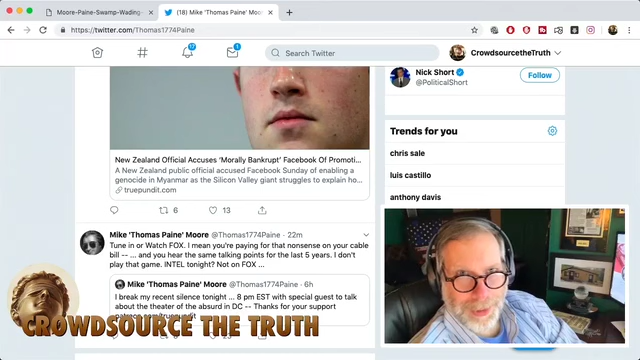 Moore-Paine-Swamp-Wading-
(18) Mike 'Thomas Paine' Moore
https://twitter.com/Thomas1774Paine
17
1
Search Twitter
CrowdsourcetheTruth
Nick Short
@PoliticalShort
Follow
Trends for you
chris sale
luis castillo
anthony davis
New Zealand Official Accuses 'Morally Bankrupt' Facebook Of Promoti...
A New Zealand public official accused Facebook Sunday of enabling a
genocide in Myanmar as the Silicon Valley giant struggles to explain ho...
truepundit.com
6
13
Mike 'Thomas Paine' Moore @Thomas1774Paine · 22m
Tune in or Watch FOX. I mean you're paying for that nonsense on your cable
bill -- ... and you hear the same talking points for the last 5 years. I don't
play that game. INTEL tonight? Not on FOX ...
Mike 'Thomas Paine' Moore @Thomas1774Paine · 6h
I break my recent silence tonight ... 8 pm EST with special guest to talk
about the theater of the absurd in DC -- Thanks for your support
CROWDSOURCE THE TRUTH